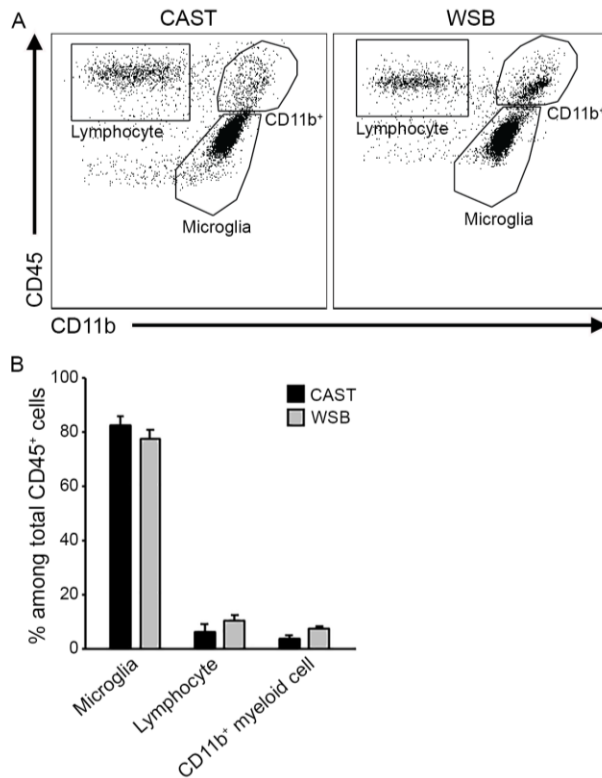 A
CAST
WSB
Lymphocyte
CD11b⁺
Microglia
Lymphocyte
CD11b⁺
Microglia
CD45
CD11b
B
% among total CD45⁺ cells
100
80
60
40
20
0
CAST
WSB
Microglia
Lymphocyte
CD11b⁺ myeloid cell